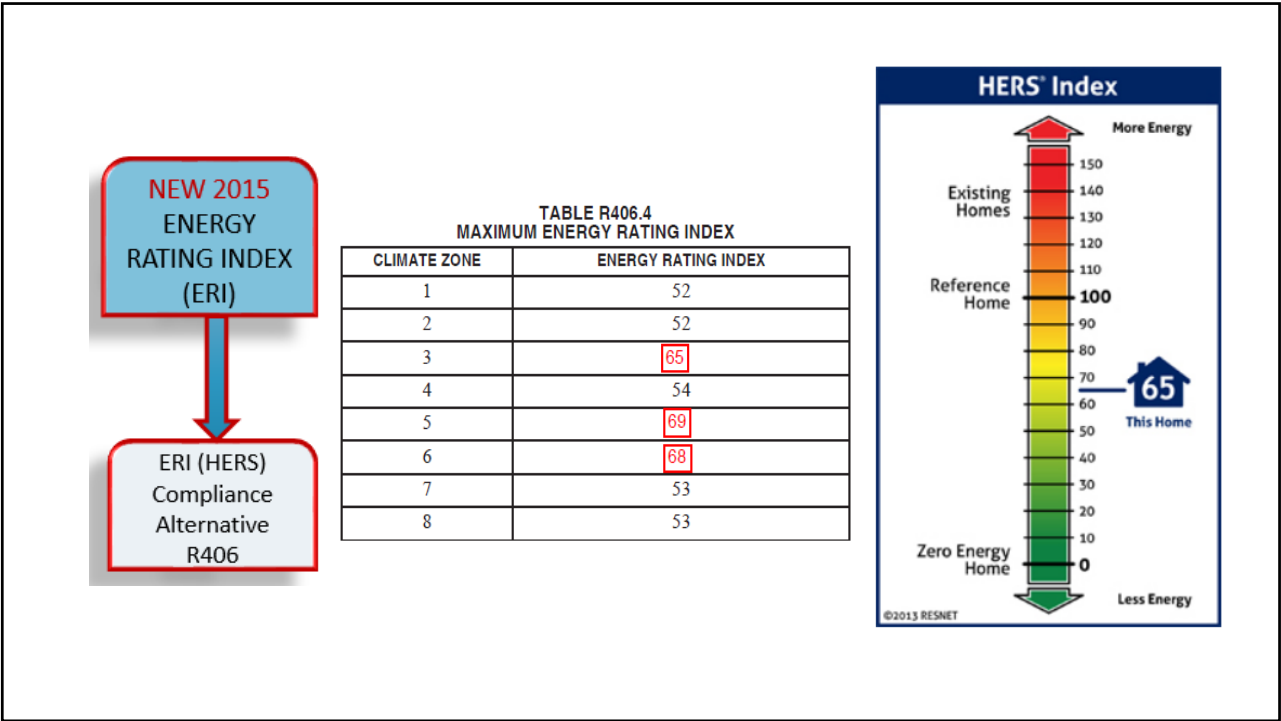 NEW 2015
ENERGY
RATING INDEX
(ERI)
ERI (HERS)
Compliance
Alternative
R406
TABLE R406.4
MAXIMUM ENERGY RATING INDEX
CLIMATE ZONE ENERGY RATING INDEX
1 52
2 52
3 65
4 54
5 69
6 68
7 53
8 53
HERS® Index
More Energy
150
Existing 140
Homes 130
120
110
Reference
Home 100
90
80
70
65
60
This Home
50
40
30
20
10
Zero Energy
Home 0
Less Energy
©2013 RESNET